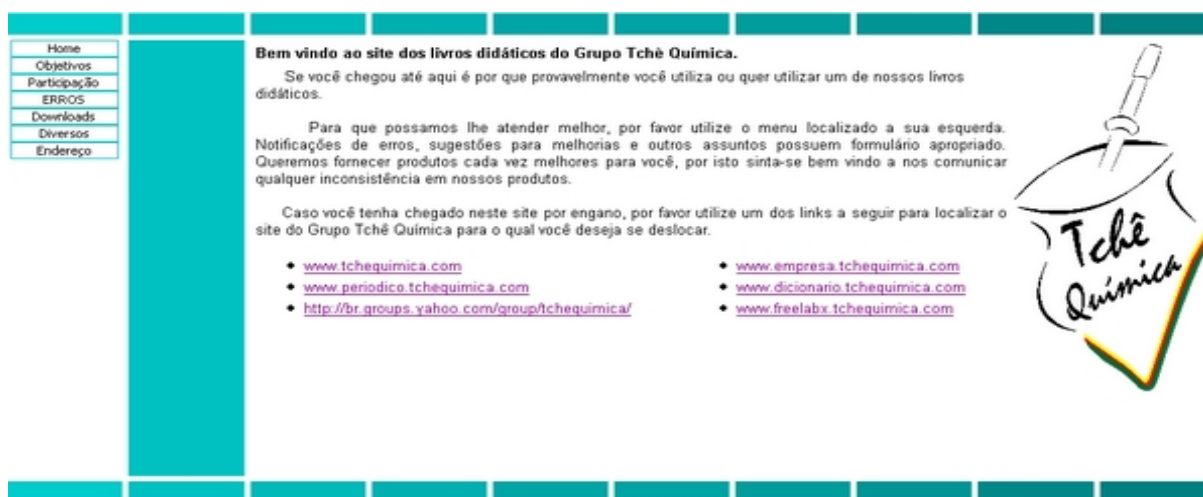 Home
Objetivos
Participação
ERROS
Downloads
Diversos
Endereço
Bem vindo ao site dos livros didáticos do Grupo Tchê Química.
Se você chegou até aqui é por que provavelmente você utiliza ou quer utilizar um de nossos livros
didáticos.
Para que possamos lhe atender melhor, por favor utilize o menu localizado a sua esquerda.
Notificações de erros, sugestões para melhorias e outros assuntos possuem formulário apropriado.
Queremos fornecer produtos cada vez melhores para você, por isto sinta-se bem vindo a nos comunicar
qualquer inconsistência em nossos produtos.
Caso você tenha chegado neste site por engano, por favor utilize um dos links a seguir para localizar o
site do Grupo Tchê Química para o qual você deseja se deslocar.
www.tchequimica.com
www.periodico.tchequimica.com
http://br.groups.yahoo.com/group/tchequimica/
www.empresa.tchequimica.com
www.dicionario.tchequimica.com
www.freelabx.tchequimica.com
Tchê
Química